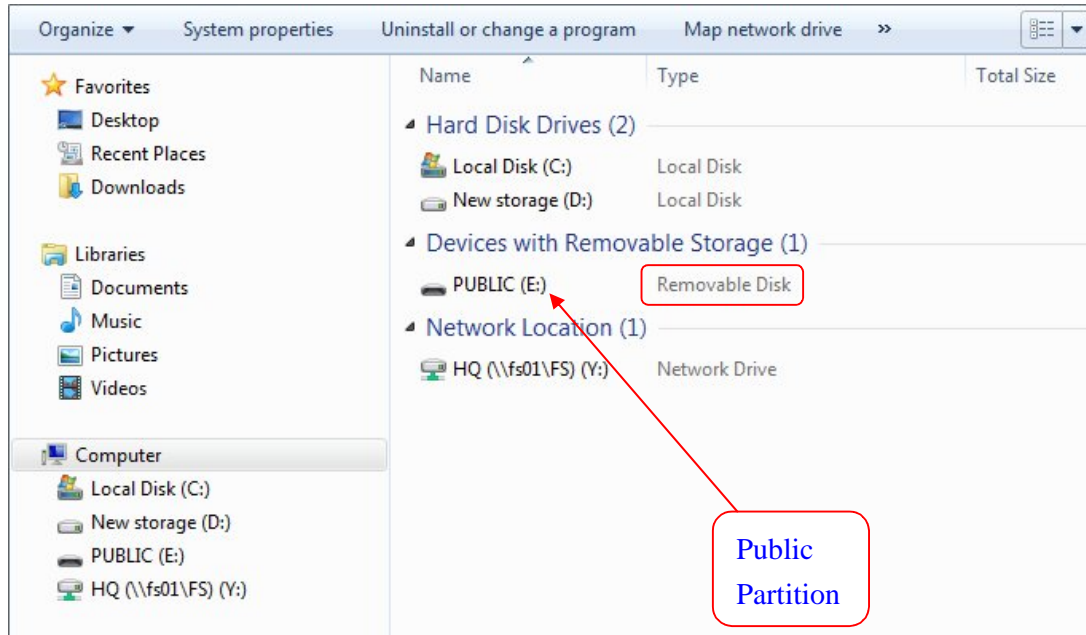 Organize System properties Uninstall or change a program Map network drive »
Favorites
Desktop
Recent Places
Downloads
Libraries
Documents
Music
Pictures
Videos
Computer
Local Disk (C:)
New storage (D:)
PUBLIC (E:)
HQ (\\fs01\FS) (Y:)
Name Type Total Size
Hard Disk Drives (2)
Local Disk (C:) Local Disk
New storage (D:) Local Disk
Devices with Removable Storage (1)
PUBLIC (E:) Removable Disk
Network Location (1)
HQ (\\fs01\FS) (Y:) Network Drive
Public
Partition